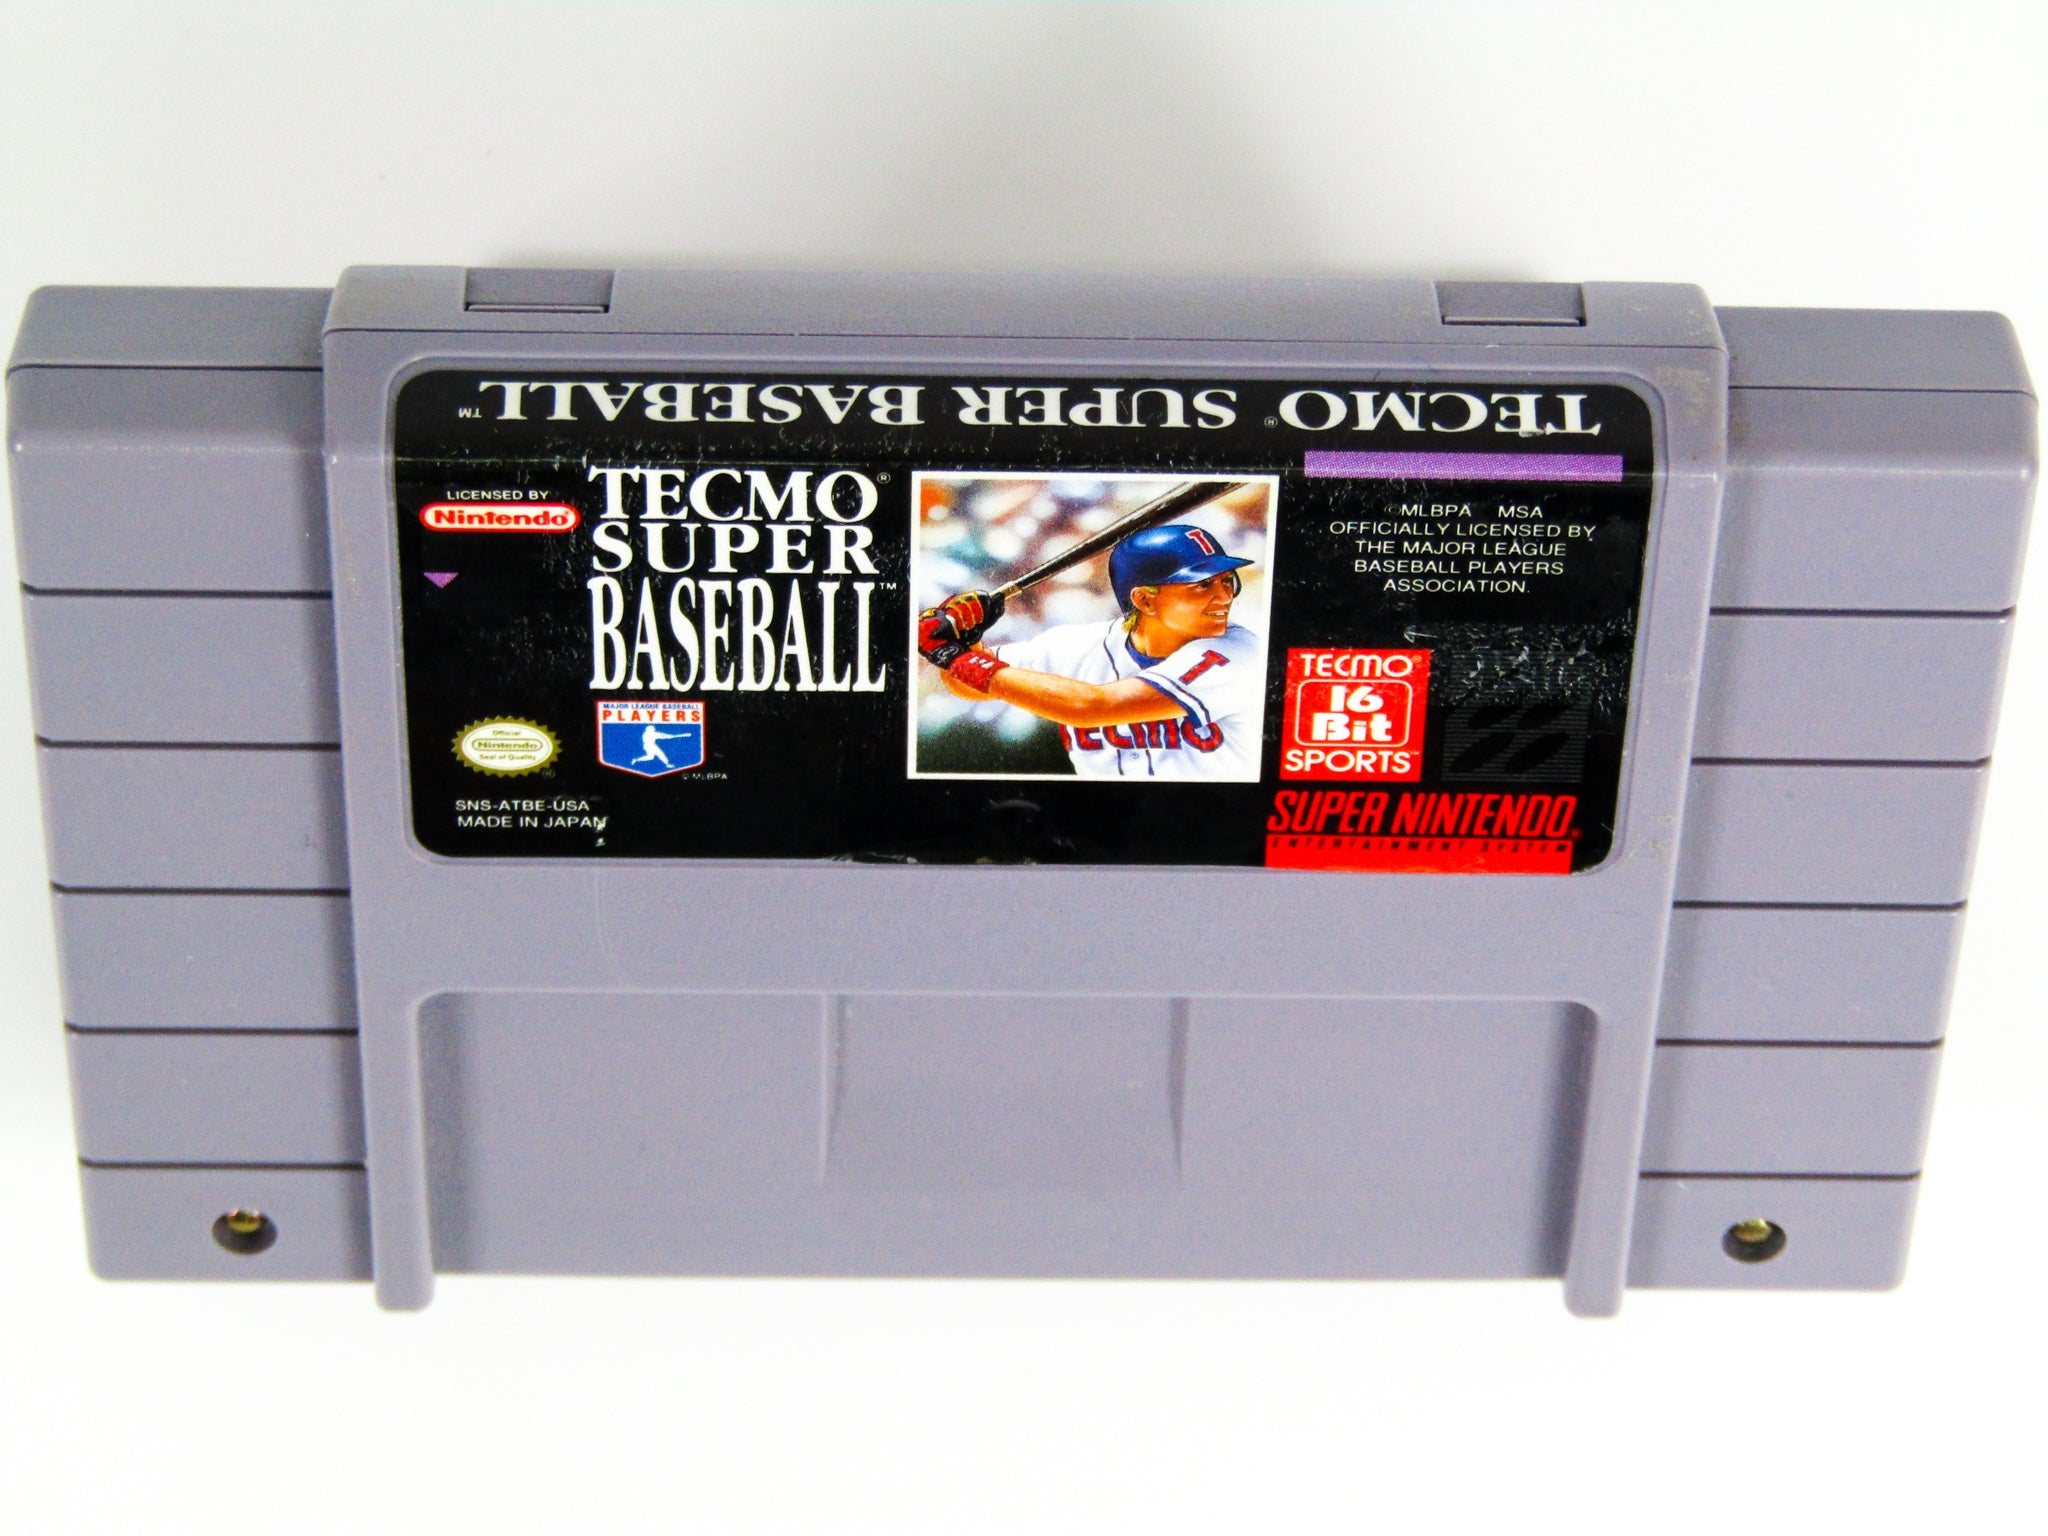 TECMO® SUPER BASEBALL™
LICENSED BY
Nintendo®
TECMO®
SUPER
BASEBALL™
Official
Nintendo
Seal of Quality
®
MAJOR LEAGUE BASEBALL
PLAYERS
© MLBPA
SNS-ATBE-USA
MADE IN JAPAN
T
T
TECMO
®
©MLBPA MSA
OFFICIALLY LICENSED BY
THE MAJOR LEAGUE
BASEBALL PLAYERS
ASSOCIATION.
TECMO®
16
Bit
SPORTS™
SUPER NINTENDO®
ENTERTAINMENT SYSTEM